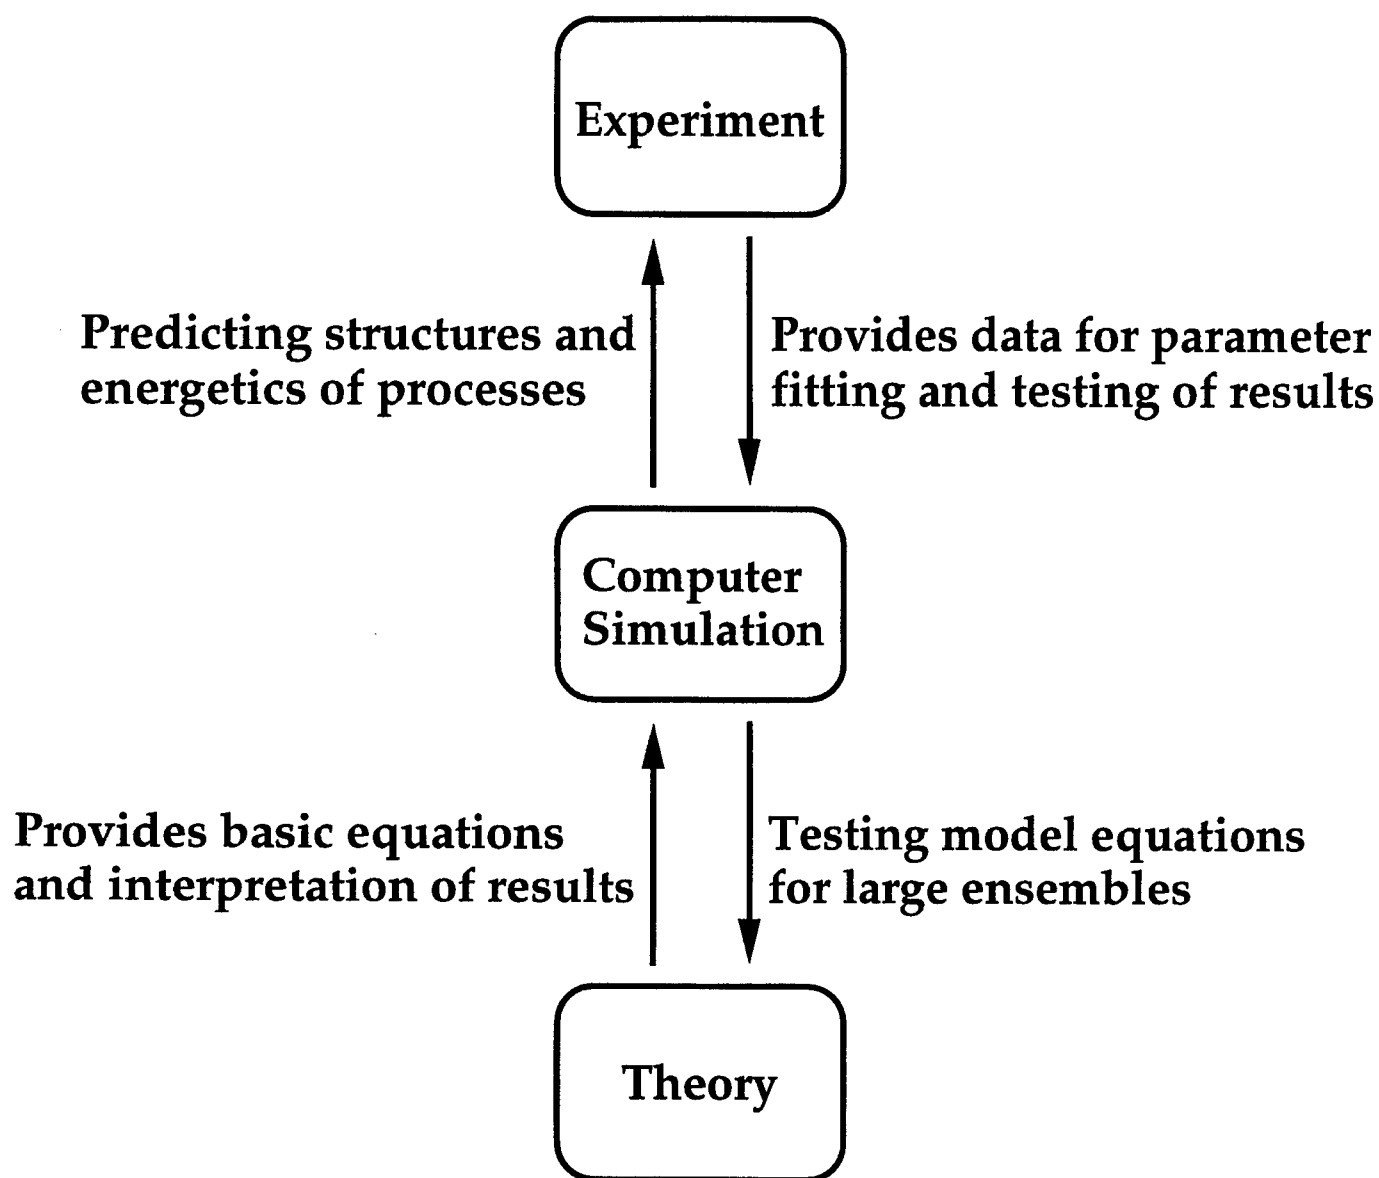 Experiment
Predicting structures and
energetics of processes
Provides data for parameter
fitting and testing of results
Computer
Simulation
Provides basic equations
and interpretation of results
Testing model equations
for large ensembles
Theory